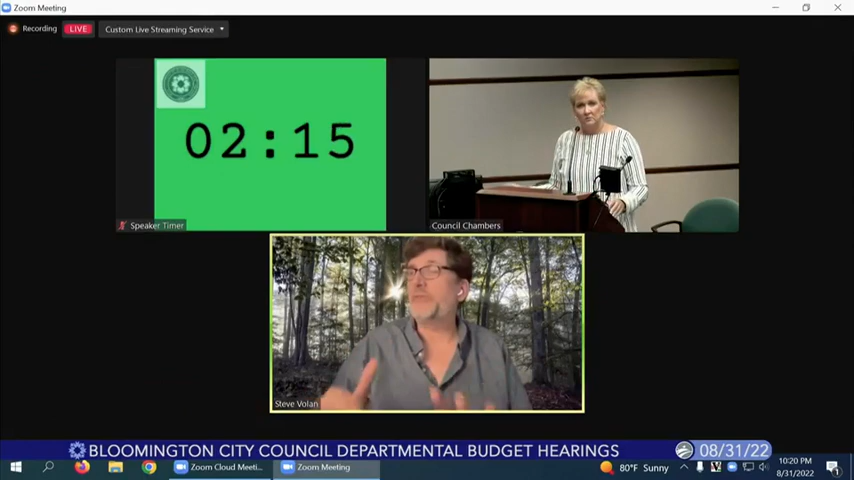 Zoom Meeting
Recording
LIVE
Custom Live Streaming Service
02:15
Speaker Timer
Council Chambers
Steve Volan
BLOOMINGTON CITY COUNCIL DEPARTMENTAL BUDGET HEARINGS
08/31/22
Zoom Cloud Meeti...
Zoom Meeting
80°F Sunny
10:20 PM
8/31/2022